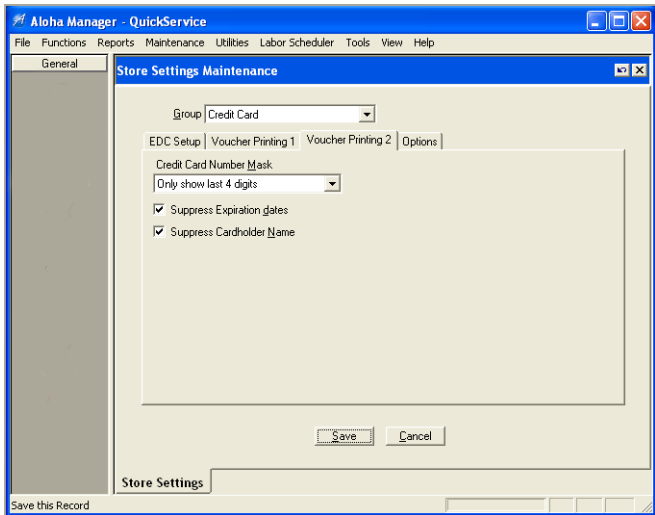 Aloha Manager - QuickService
File Functions Reports Maintenance Utilities Labor Scheduler Tools View Help
General
Store Settings Maintenance
Group Credit Card
EDC Setup Voucher Printing 1 Voucher Printing 2 Options
Credit Card Number Mask
Only show last 4 digits
Suppress Expiration dates
Suppress Cardholder Name
Save Cancel
Store Settings
Save this Record